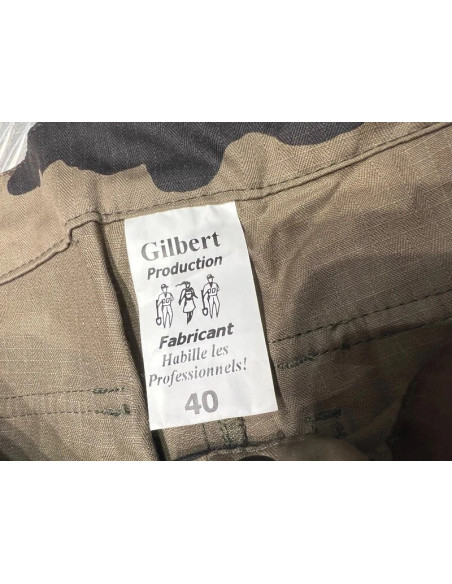 Gilbert
Production
Fabricant
Habille les
Professionnels!
40